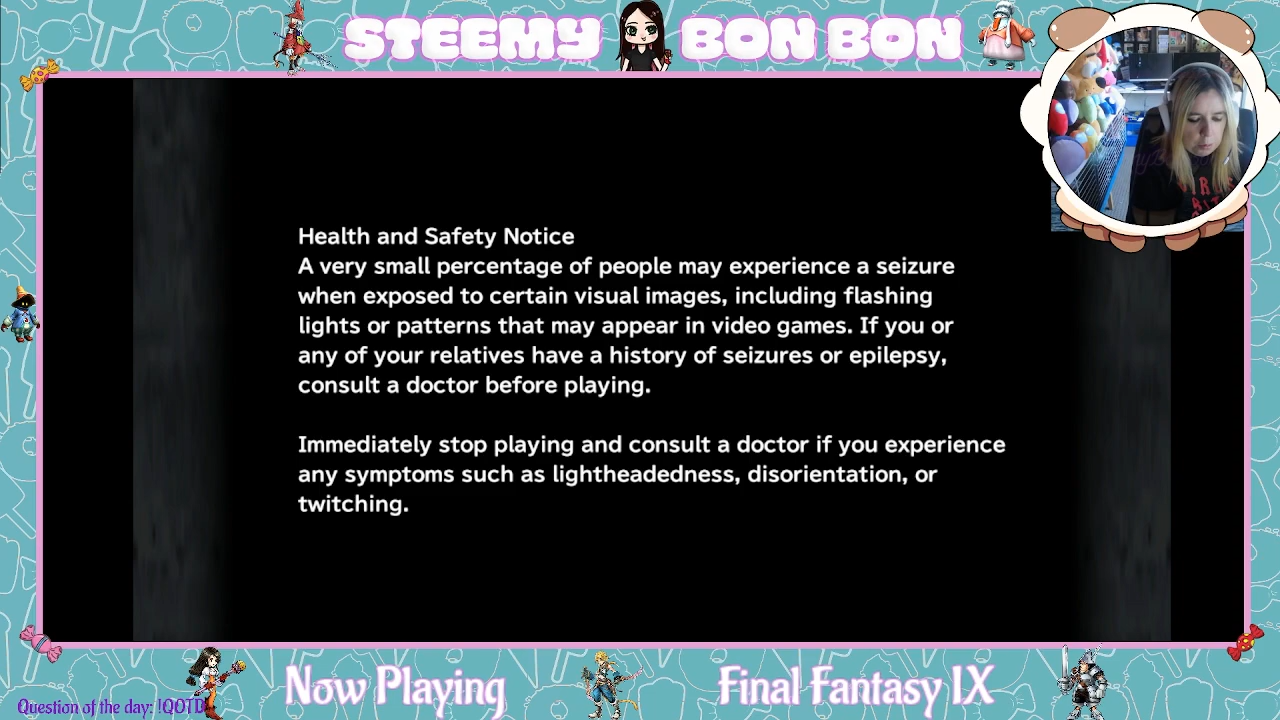 STEEMY BON BON
Health and Safety Notice
A very small percentage of people may experience a seizure
when exposed to certain visual images, including flashing
lights or patterns that may appear in video games. If you or
any of your relatives have a history of seizures or epilepsy,
consult a doctor before playing.
Immediately stop playing and consult a doctor if you experience
any symptoms such as lightheadedness, disorientation, or
twitching.
Now Playing
Final Fantasy IX
Question of the day: !QOTD